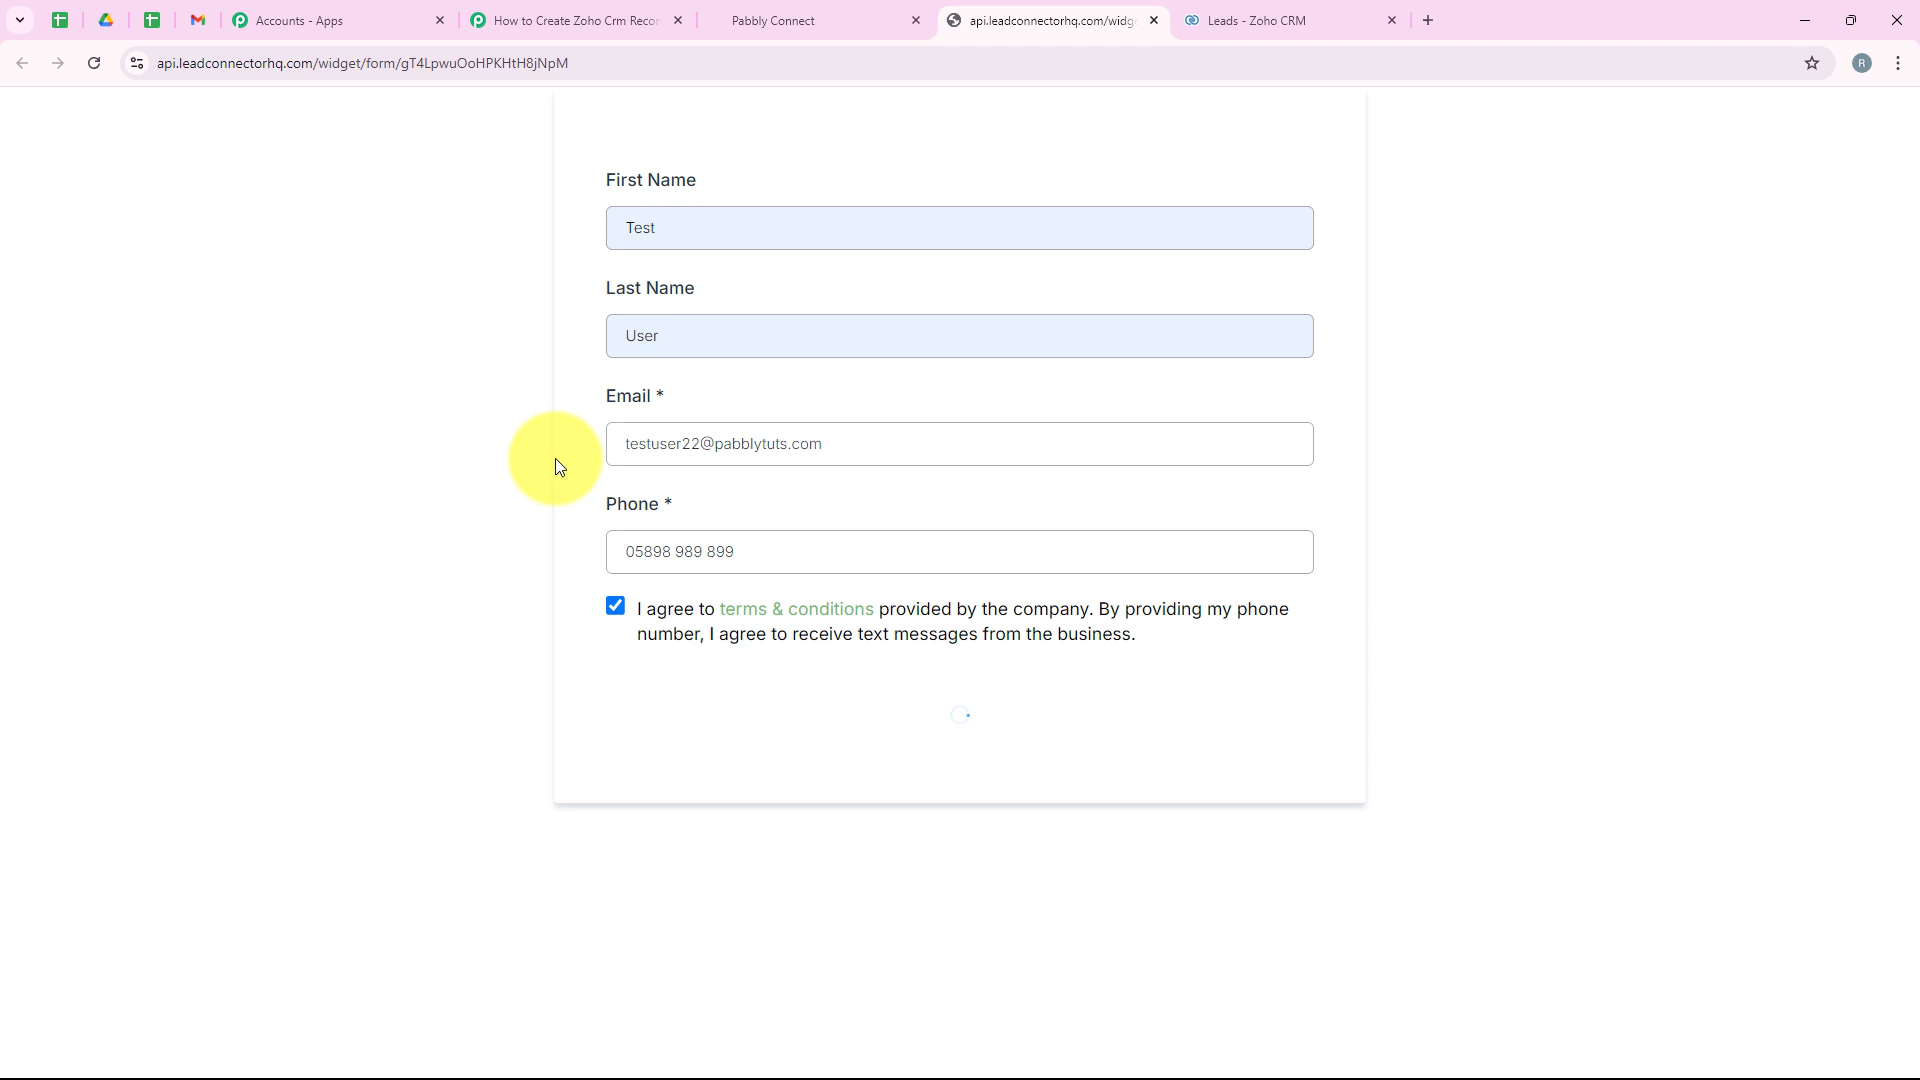 Accounts - Apps
How to Create Zoho Crm Reco
Pabbly Connect
api.leadconnectorhq.com/widge
Leads - Zoho CRM
api.leadconnectorhq.com/widget/form/gT4LpwuOoHPKHtH8jNpM
R
First Name
Test
Last Name
User
Email *
testuser22@pabblytuts.com
Phone *
05898 989 899
I agree to terms & conditions provided by the company. By providing my phone
number, I agree to receive text messages from the business.